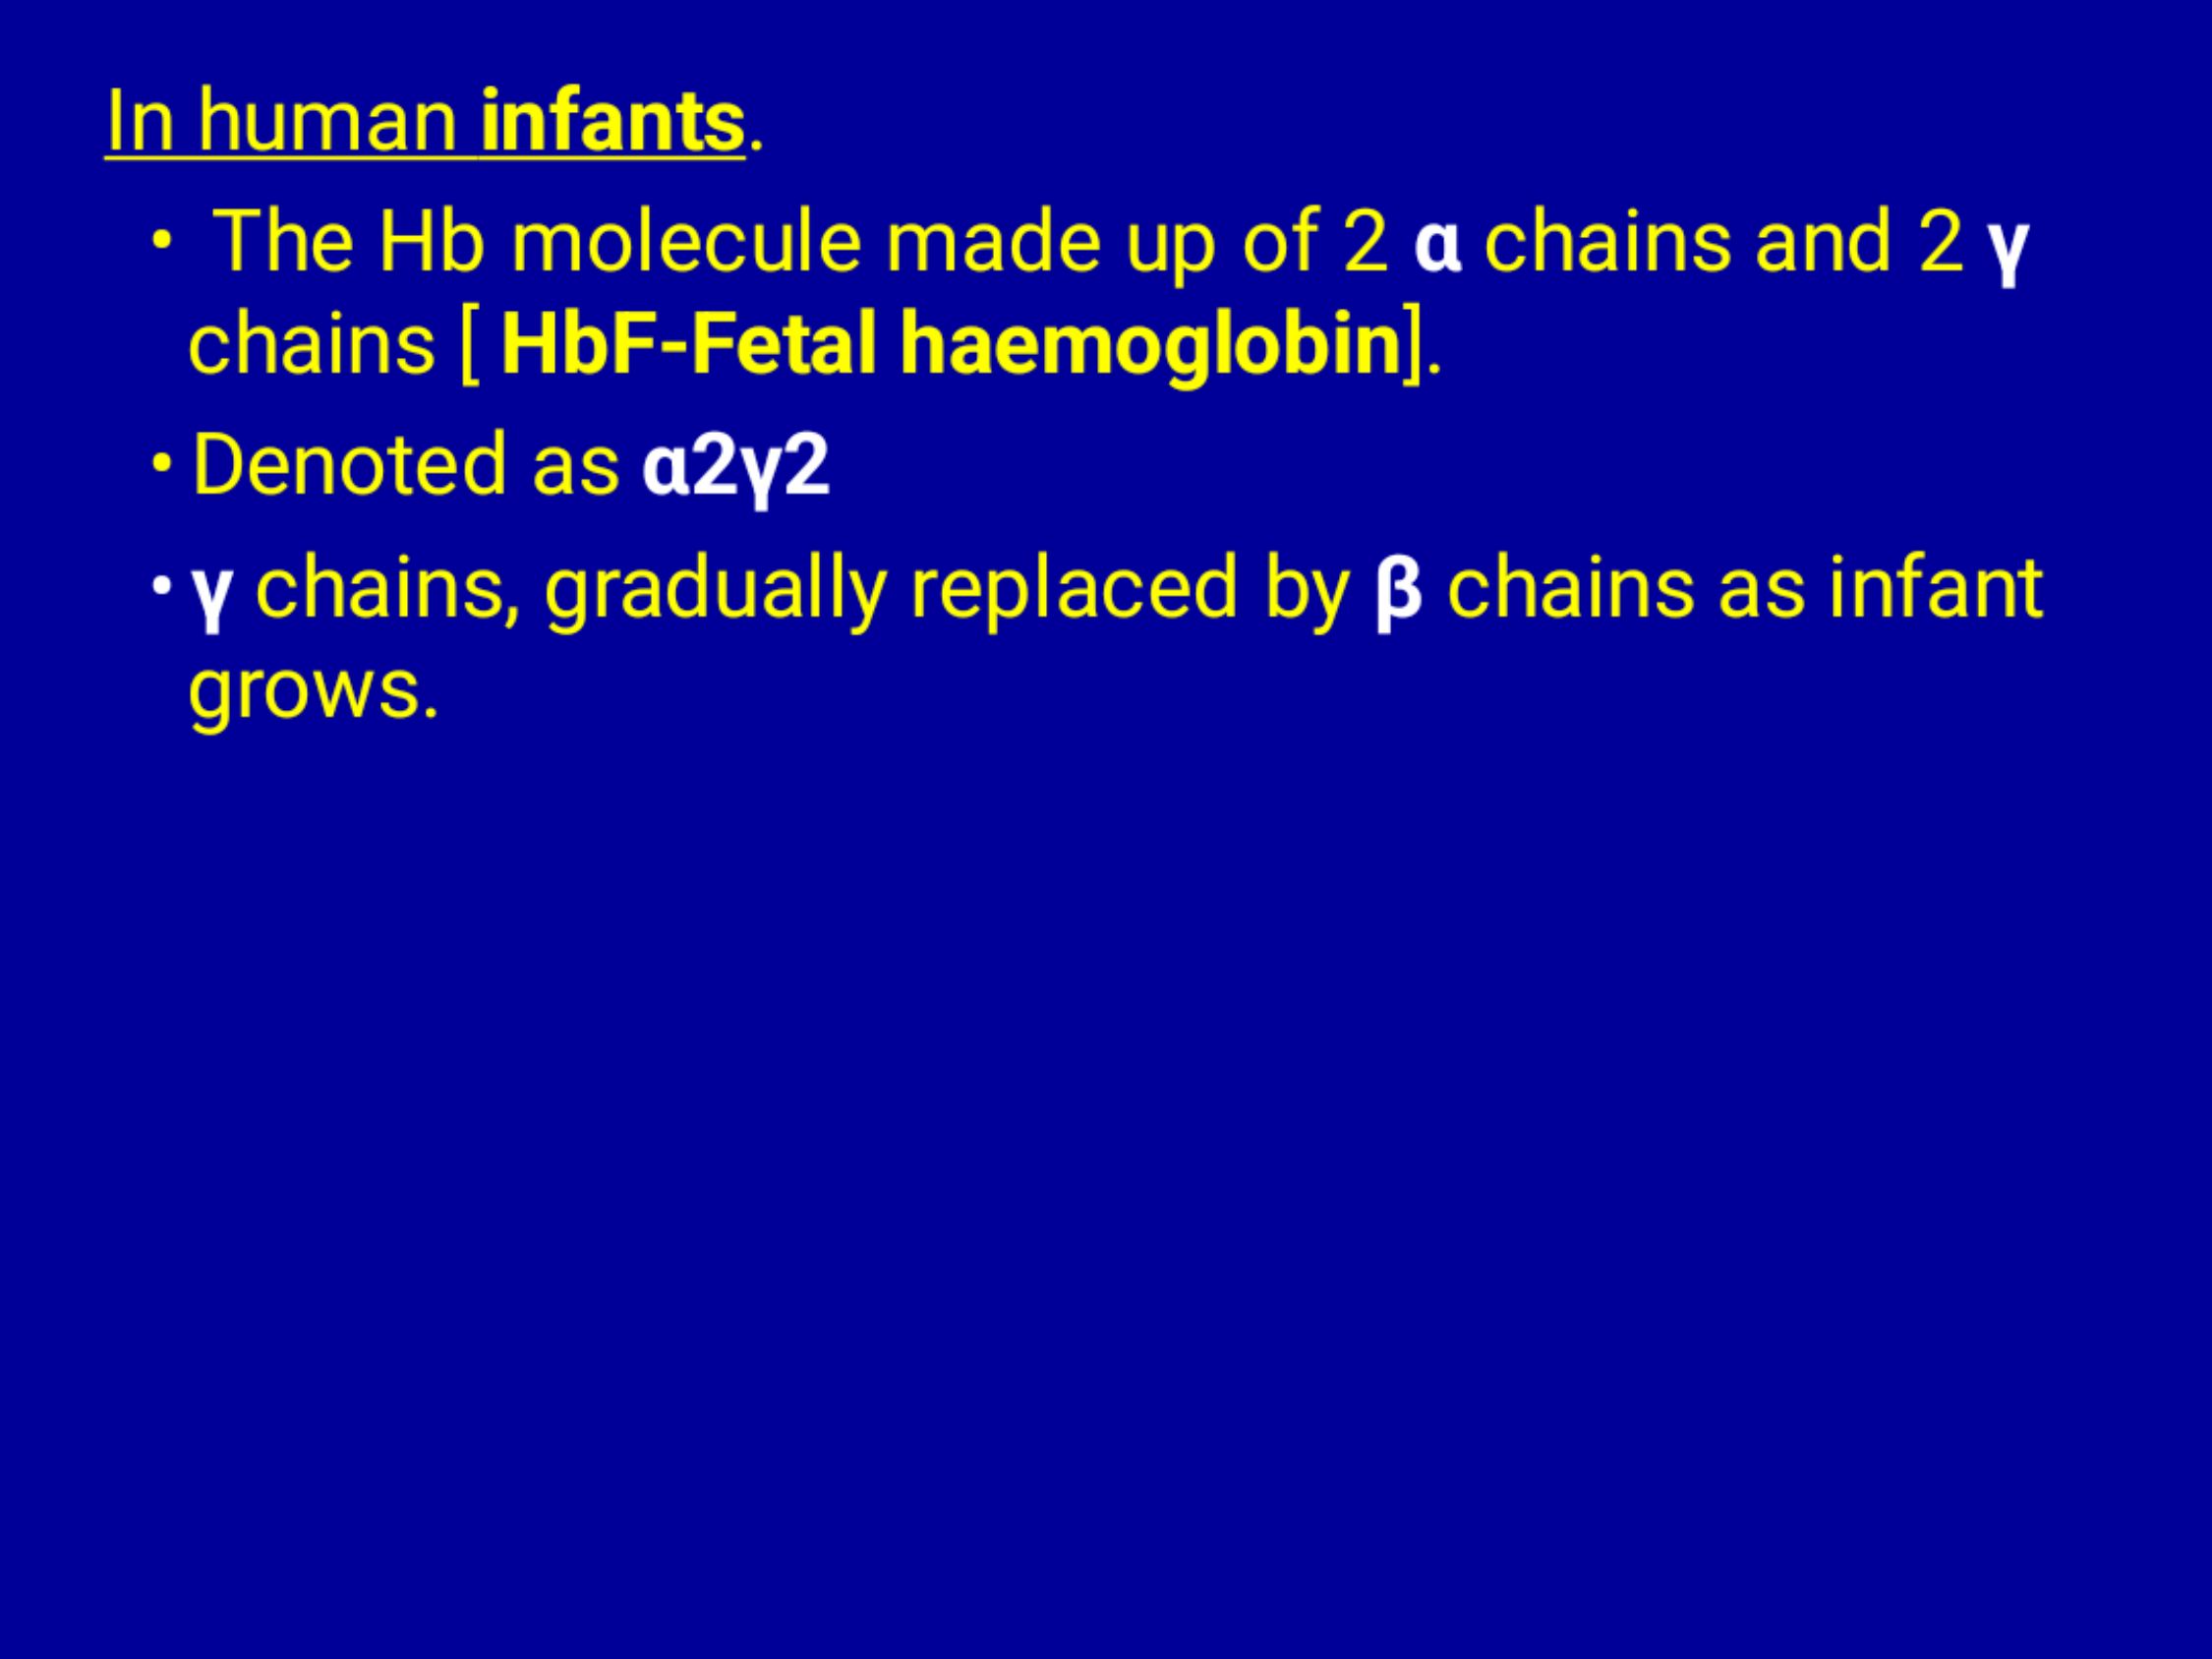 In human infants.
• The Hb molecule made up of 2 α chains and 2 γ
chains [ HbF-Fetal haemoglobin].
• Denoted as α2γ2
• γ chains, gradually replaced by β chains as infant
grows.